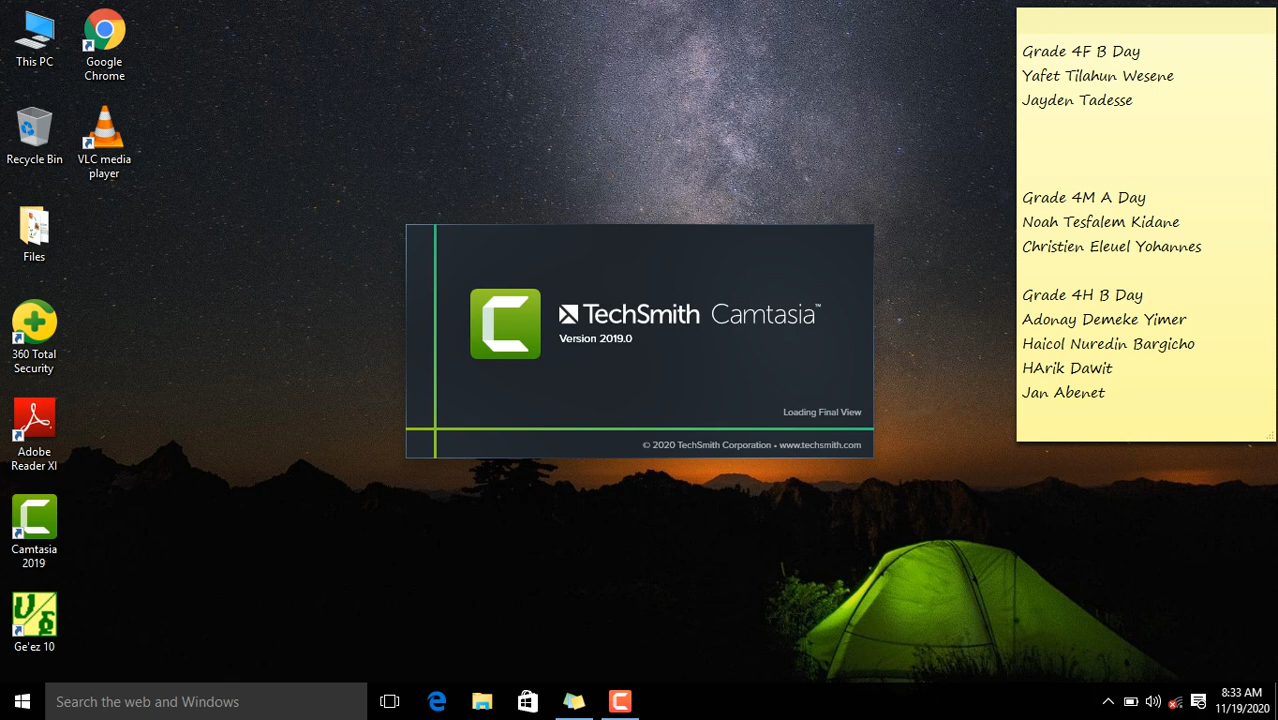 This PC
Google
Chrome
Recycle Bin
VLC media
player
Files
360 Total
Security
Adobe
Reader XI
Camtasia
2019
Ge'ez 10
TechSmith Camtasia™
Version 2019.0
Loading Final View
© 2020 TechSmith Corporation • www.techsmith.com
Grade 4F B Day
Yafet Tilahun Wesene
Jayden Tadesse
Grade 4M A Day
Noah Tesfalem Kidane
Christien Eleuel Yohannes
Grade 4H B Day
Adonay Demeke Yimer
Haicol Nuredin Bargicho
HArik Dawit
Jan Abenet
Search the web and Windows
8:33 AM
11/19/2020